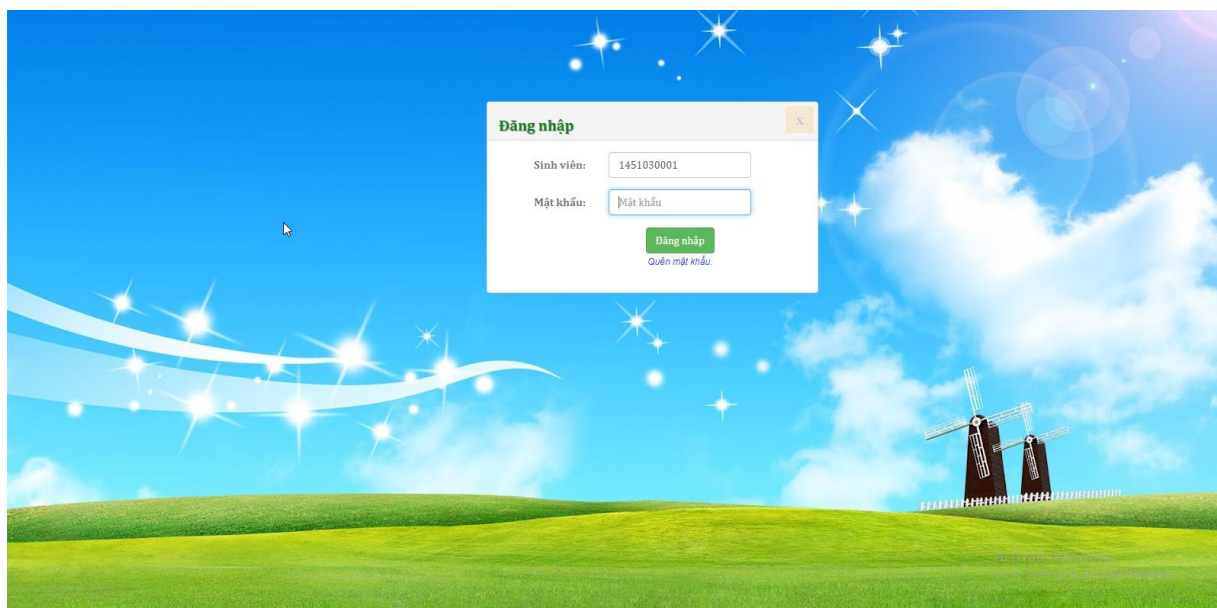 Đăng nhập
X
Sinh viên: 1451030001
Mật khẩu: Mật khẩu
Đăng nhập
Quên mật khẩu.